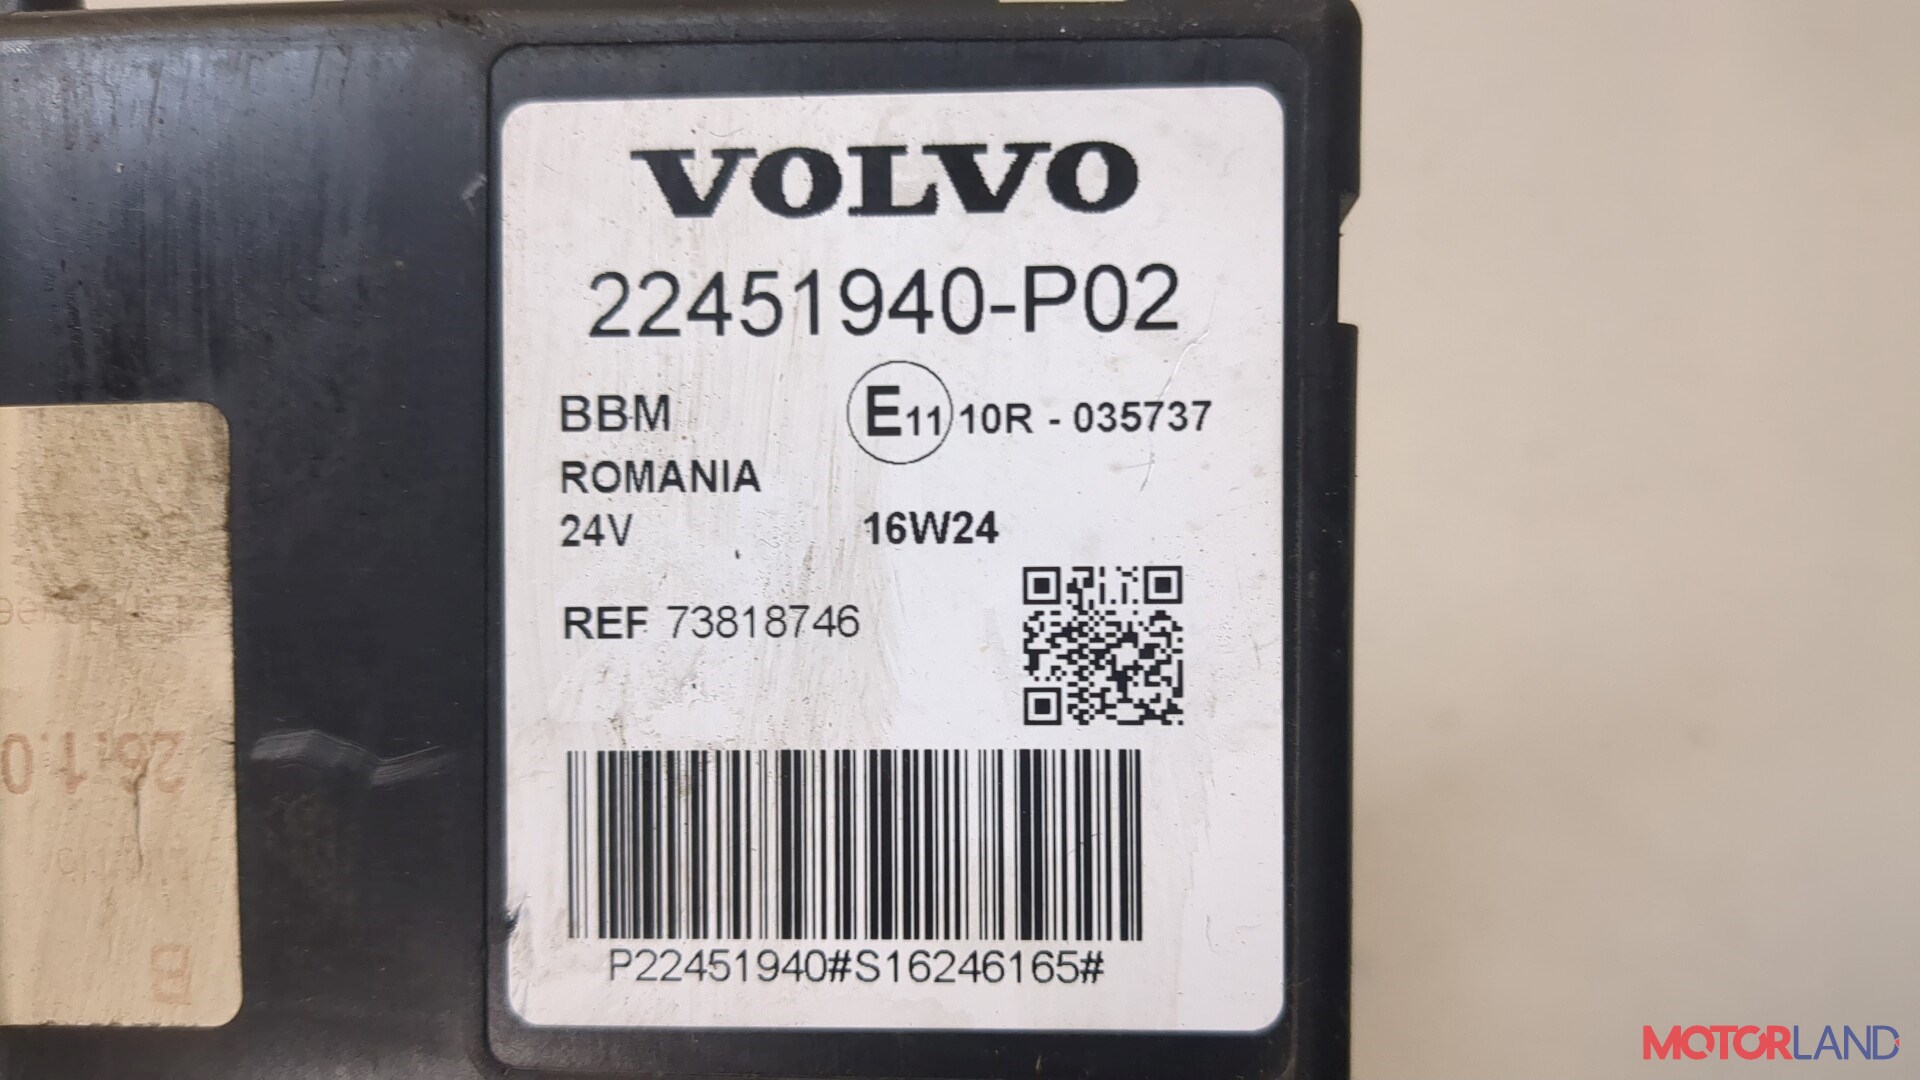 VOLVO
22451940-P02
BBM E11 10R - 035737
ROMANIA
24V 16W24
REF 73818746
P22451940#S16246165#
MOTORLAND